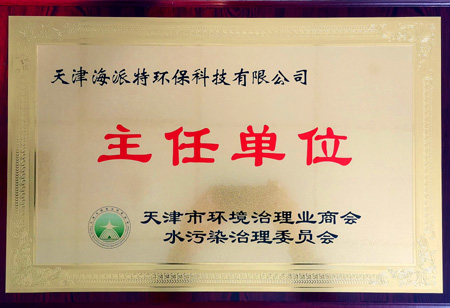 天津海派特环保科技有限公司
主任单位
天津市环境治理业商会
水污染治理委员会